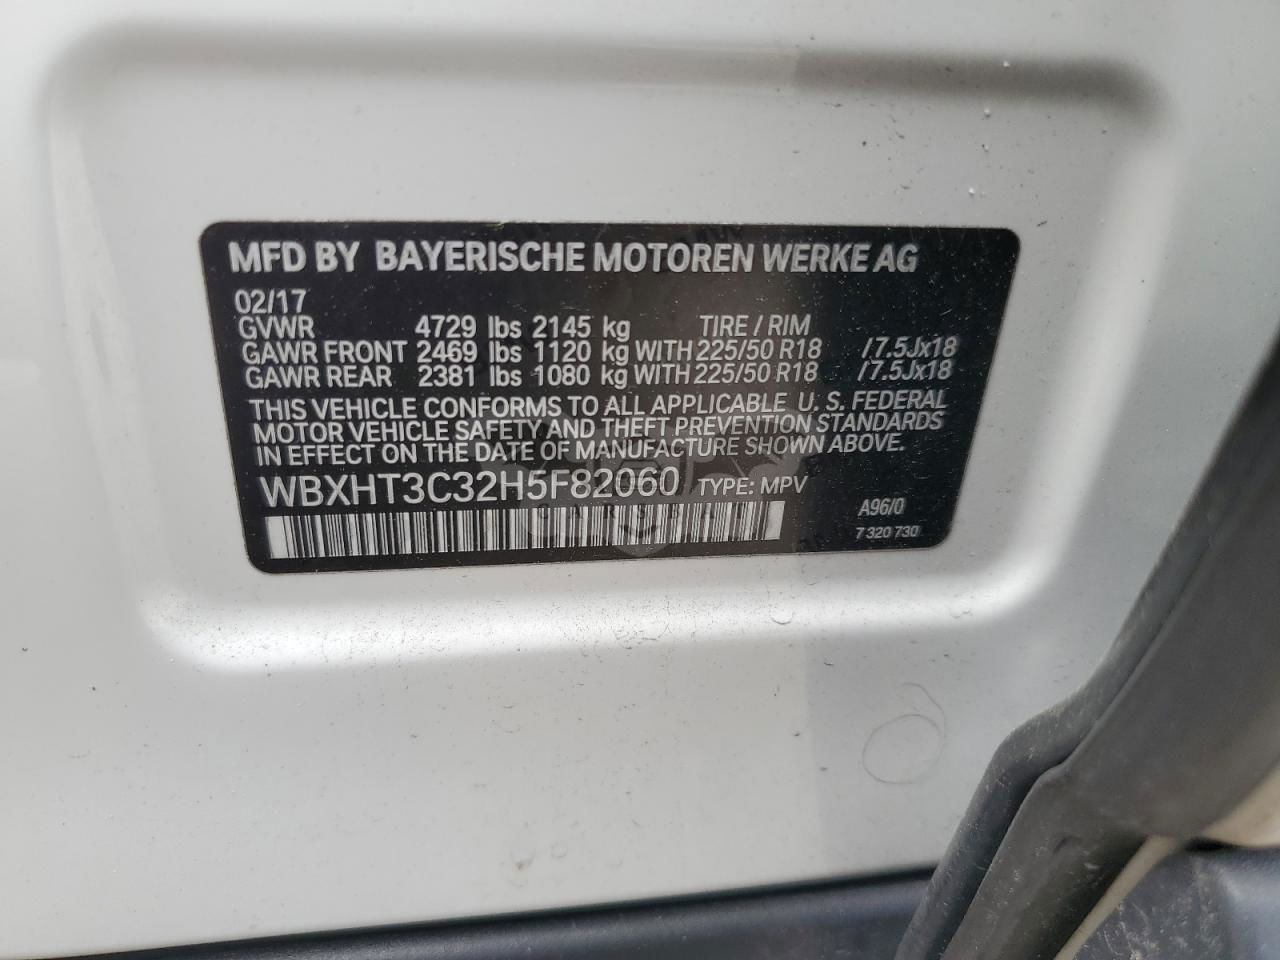 MFD BY BAYERISCHE MOTOREN WERKE AG
02/17
GVWR 4729 lbs 2145 kg TIRE / RIM
GAWR FRONT 2469 lbs 1120 kg WITH 225/50 R18 /7.5Jx18
GAWR REAR 2381 lbs 1080 kg WITH 225/50 R18 /7.5Jx18
THIS VEHICLE CONFORMS TO ALL APPLICABLE U. S. FEDERAL
MOTOR VEHICLE SAFETY AND THEFT PREVENTION STANDARDS
IN EFFECT ON THE DATE OF MANUFACTURE SHOWN ABOVE.
WBXHT3C32H5F82060 TYPE: MPV
A96/0
7 320 730